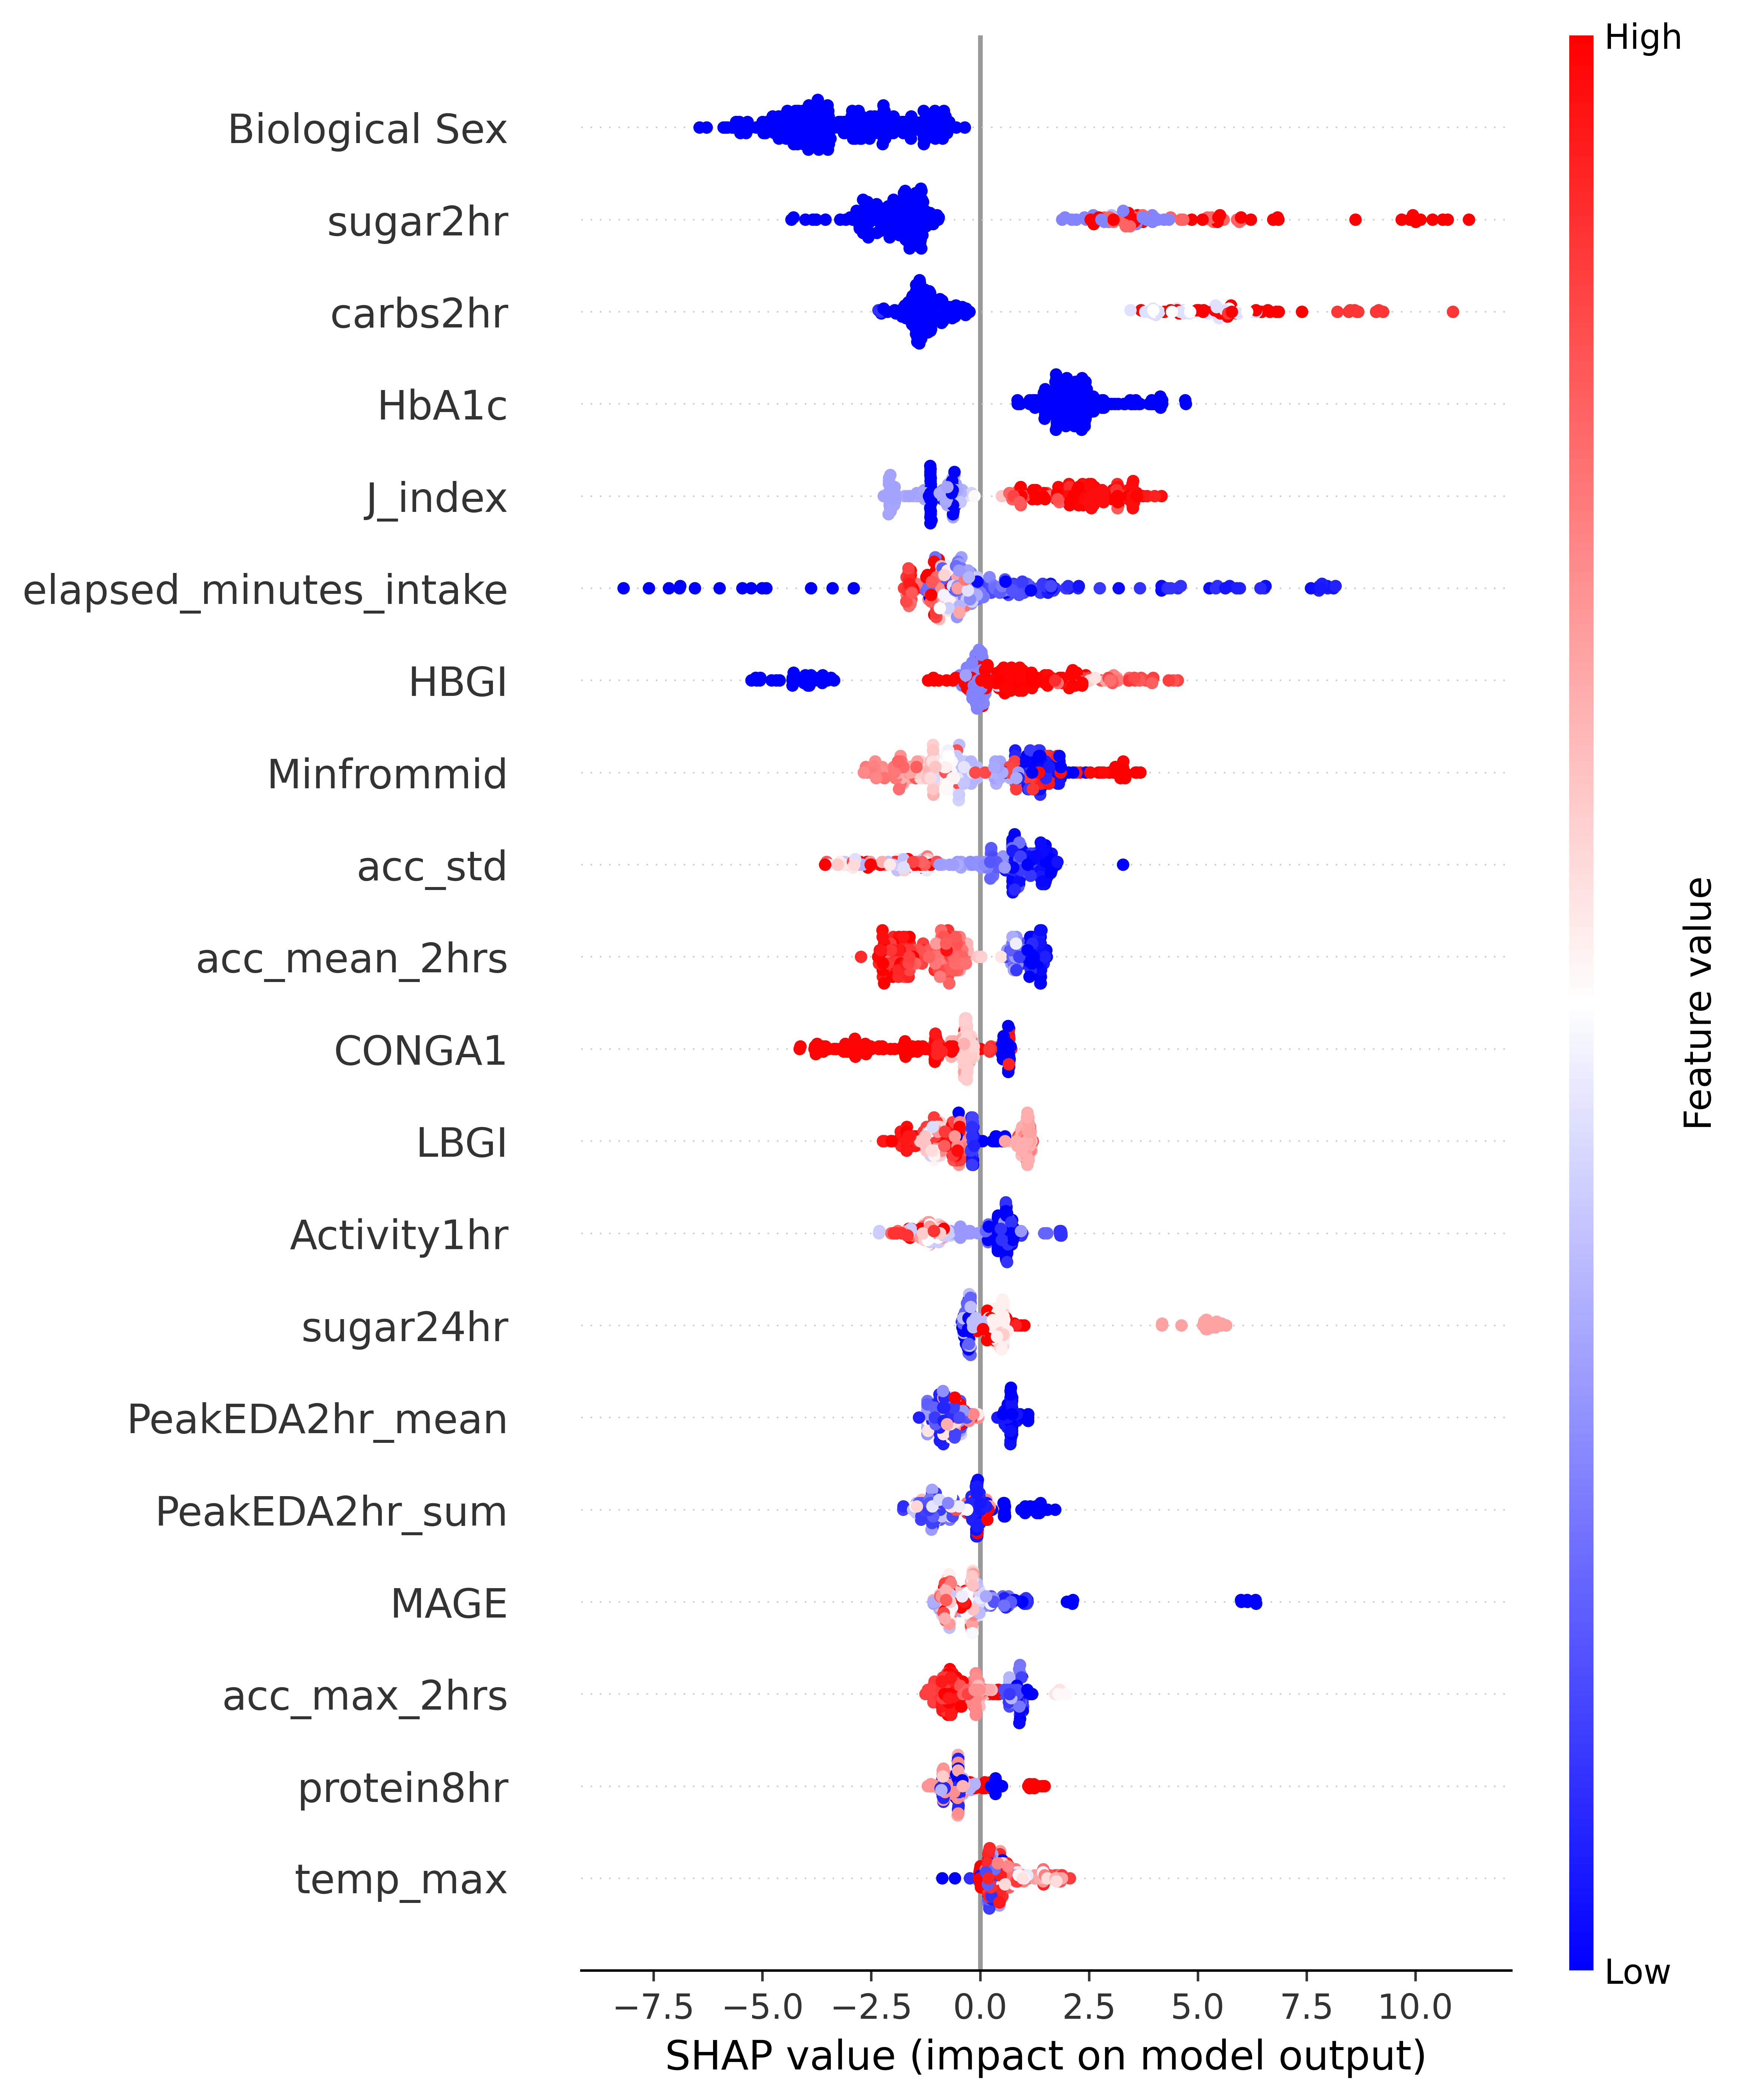 High
Biological Sex
sugar2hr
carbs2hr
HbA1c
J_index
elapsed_minutes_intake
HBGI
Minfrommid
acc_std
acc_mean_2hrs
CONGA1
LBGI
Activity1hr
sugar24hr
PeakEDA2hr_mean
PeakEDA2hr_sum
MAGE
acc_max_2hrs
protein8hr
temp_max
Feature value
Low
−7.5 −5.0 −2.5 0.0 2.5 5.0 7.5 10.0
SHAP value (impact on model output)